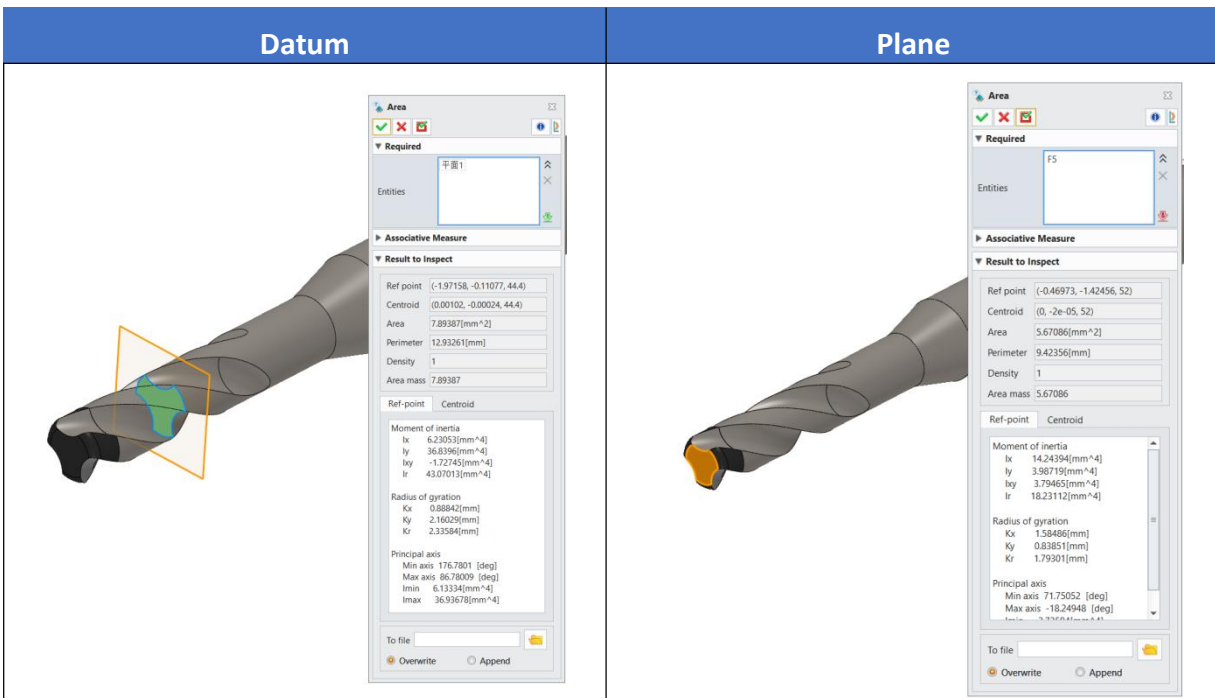 Datum
Plane
Area
Required
平面1
Entities
Associative Measure
Result to Inspect
Ref point (-1.97158, -0.11077, 44.4)
Centroid (0.00102, -0.00024, 44.4)
Area 7.89387[mm^2]
Perimeter 12.93261[mm]
Density 1
Area mass 7.89387
Ref-point Centroid
Moment of inertia
Ix 6.23053[mm^4]
Iy 36.8396[mm^4]
Ixy -1.72745[mm^4]
Ir 43.07013[mm^4]
Radius of gyration
Kx 0.88842[mm]
Ky 2.16029[mm]
Kr 2.33584[mm]
Principal axis
Min axis 176.7801 [deg]
Max axis 86.78009 [deg]
Imin 6.13334[mm^4]
Imax 36.93678[mm^4]
To file
Overwrite Append
Area
Required
F5
Entities
Associative Measure
Result to Inspect
Ref point (-0.46973, -1.42456, 52)
Centroid (0, -2e-05, 52)
Area 5.67086[mm^2]
Perimeter 9.42356[mm]
Density 1
Area mass 5.67086
Ref-point Centroid
Moment of inertia
Ix 14.24394[mm^4]
Iy 3.98719[mm^4]
Ixy 3.79465[mm^4]
Ir 18.23112[mm^4]
Radius of gyration
Kx 1.58486[mm]
Ky 0.83851[mm]
Kr 1.79301[mm]
Principal axis
Min axis 71.75052 [deg]
Max axis -18.24948 [deg]
To file
Overwrite Append